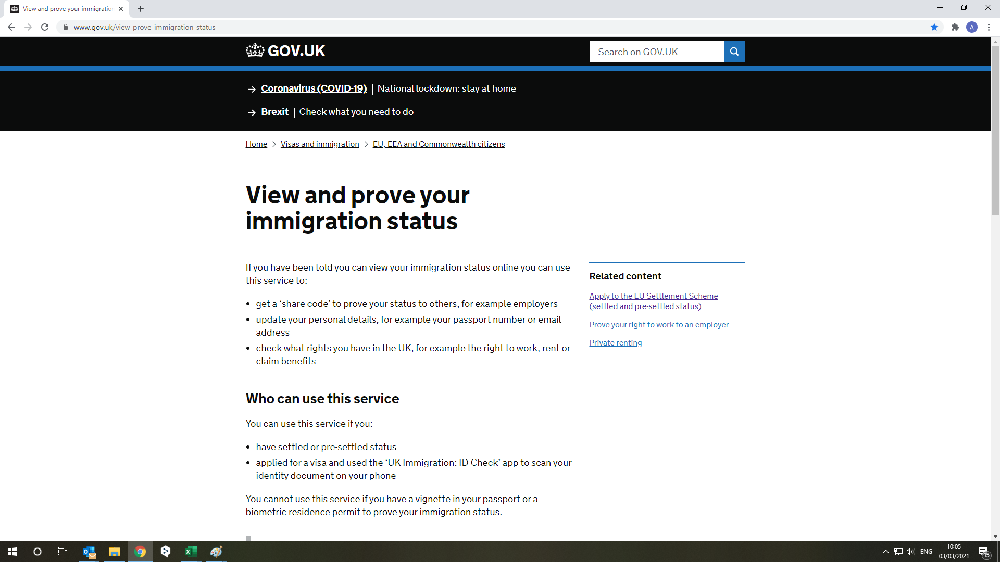 View and prove your immigratio
www.gov.uk/view-prove-immigration-status
A
GOV.UK
Search on GOV.UK
Coronavirus (COVID-19) | National lockdown: stay at home
Brexit | Check what you need to do
Home > Visas and immigration > EU, EEA and Commonwealth citizens
View and prove your
immigration status
If you have been told you can view your immigration status online you can use
this service to:
• get a ‘share code’ to prove your status to others, for example employers
• update your personal details, for example your passport number or email
address
• check what rights you have in the UK, for example the right to work, rent or
claim benefits
Who can use this service
You can use this service if you:
• have settled or pre-settled status
• applied for a visa and used the ‘UK Immigration: ID Check’ app to scan your
identity document on your phone
You cannot use this service if you have a vignette in your passport or a
biometric residence permit to prove your immigration status.
Related content
Apply to the EU Settlement Scheme
(settled and pre-settled status)
Prove your right to work to an employer
Private renting
ENG
10:05
03/03/2021
15